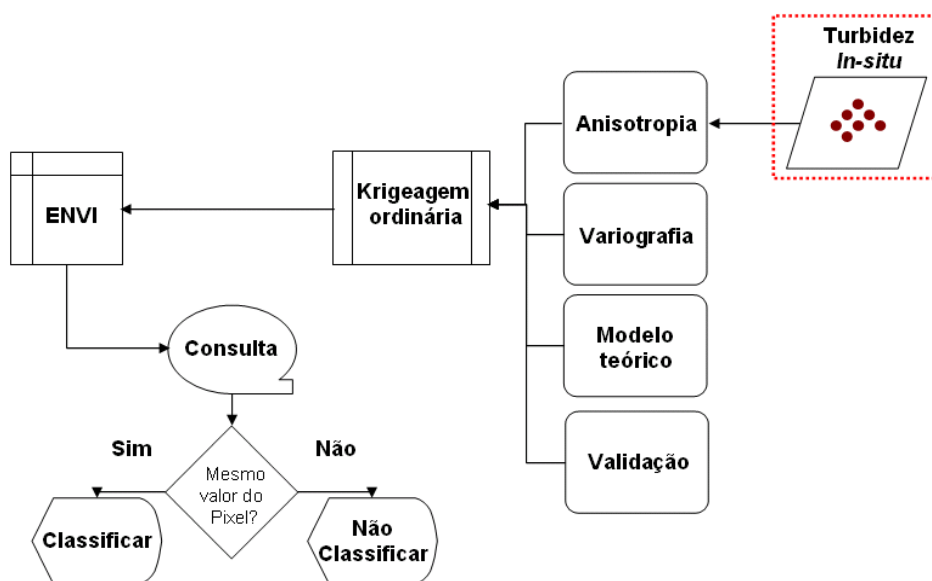 Turbidez
In-situ
Anisotropia
Krigeagem
ordinária
ENVI
Variografia
Modelo
teórico
Consulta
Validação
Sim
Não
Mesmo
valor do
Pixel?
Classificar
Não
Classificar